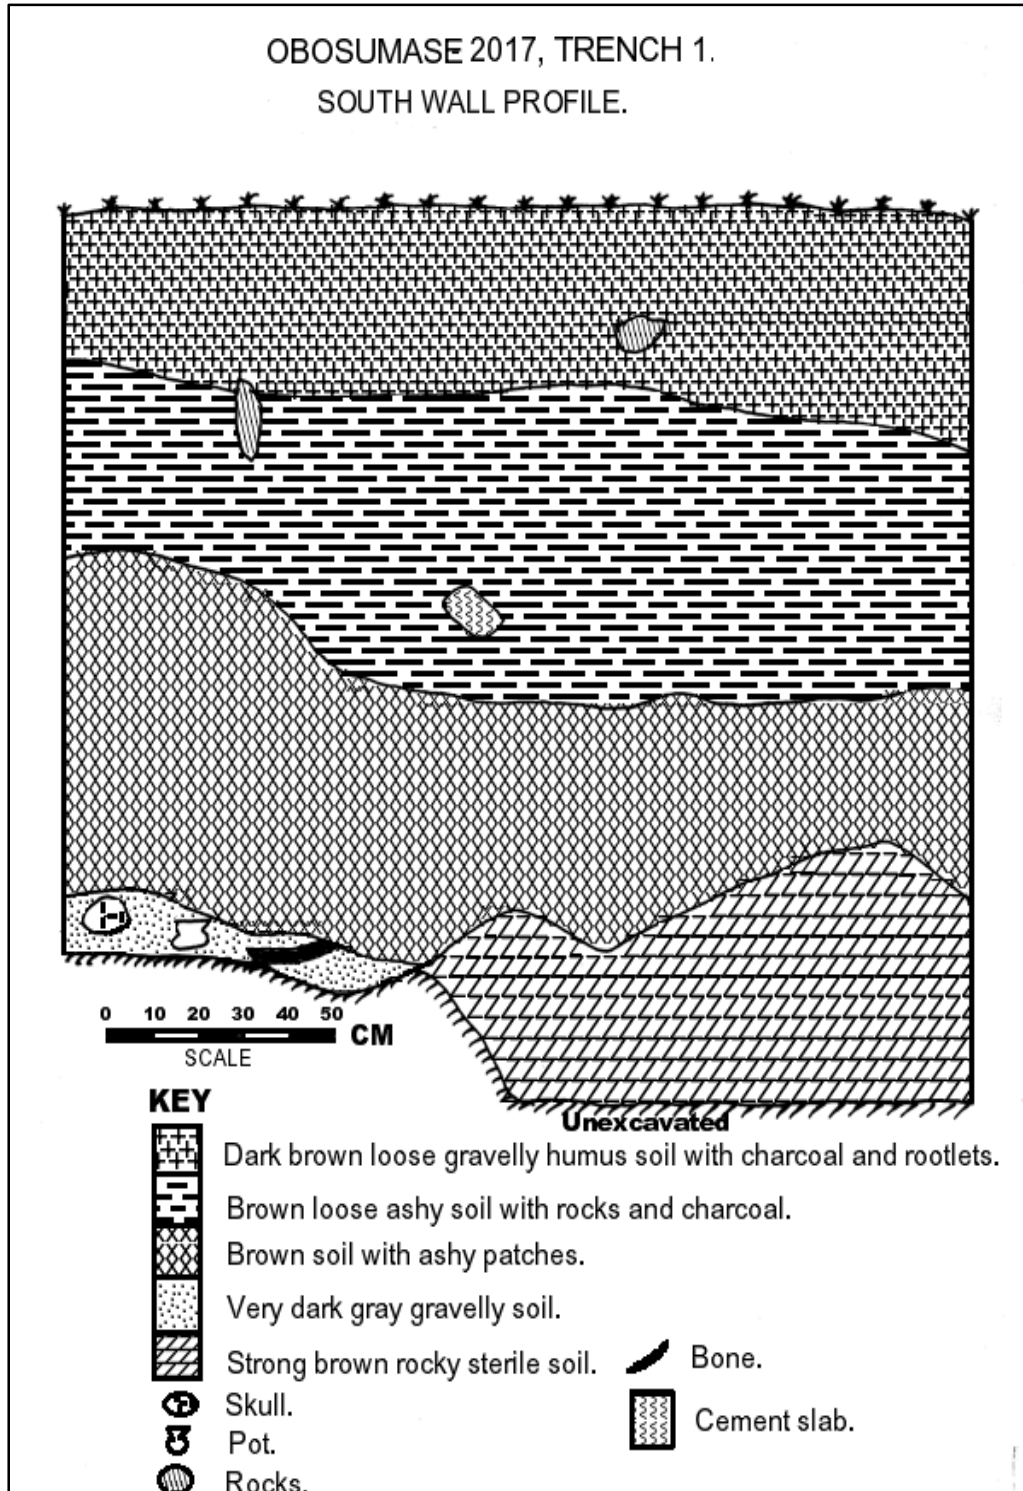 OBOSUMASE 2017, TRENCH 1.
SOUTH WALL PROFILE.
0 10 20 30 40 50 CM
SCALE
Unexcavated
KEY
Dark brown loose gravelly humus soil with charcoal and rootlets.
Brown loose ashy soil with rocks and charcoal.
Brown soil with ashy patches.
Very dark gray gravelly soil.
Strong brown rocky sterile soil.
Skull.
Pot.
Rocks.
Bone.
Cement slab.